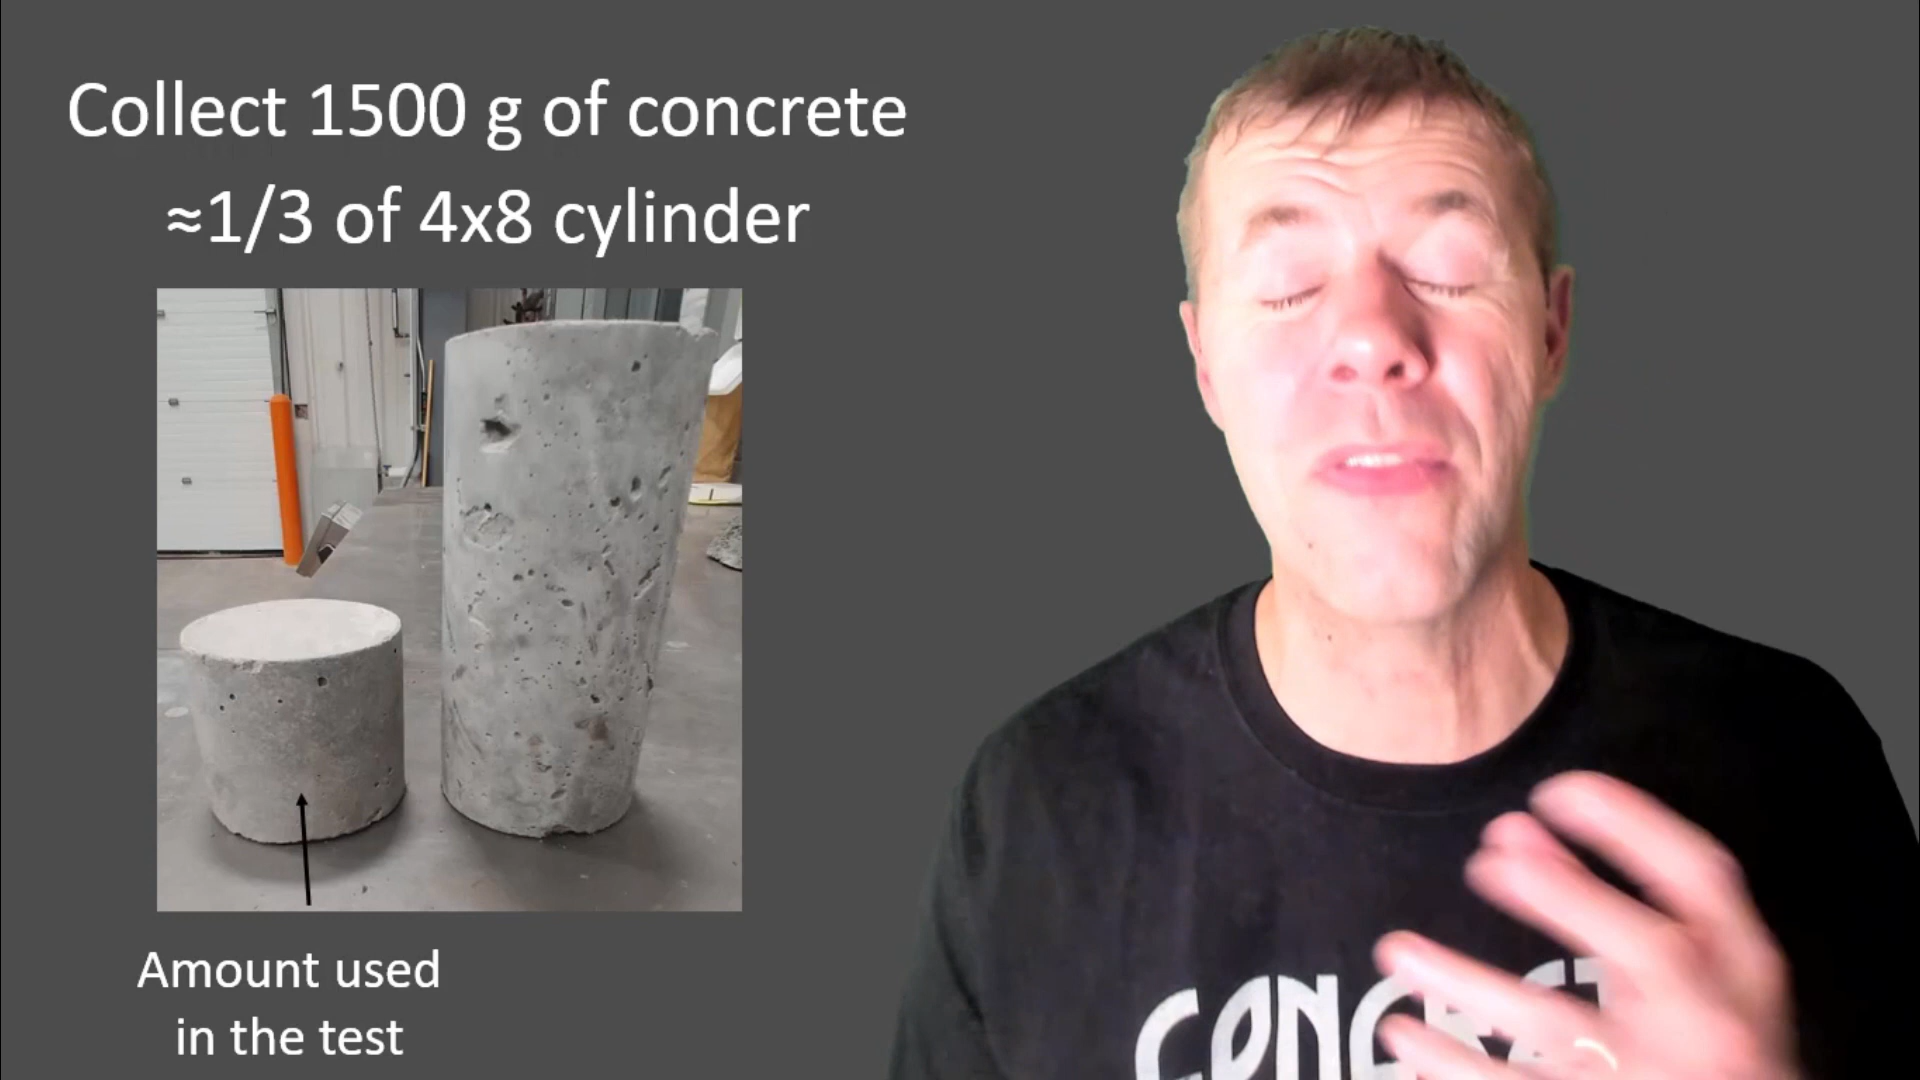 Collect 1500 g of concrete
≈1/3 of 4x8 cylinder
Amount used
in the test